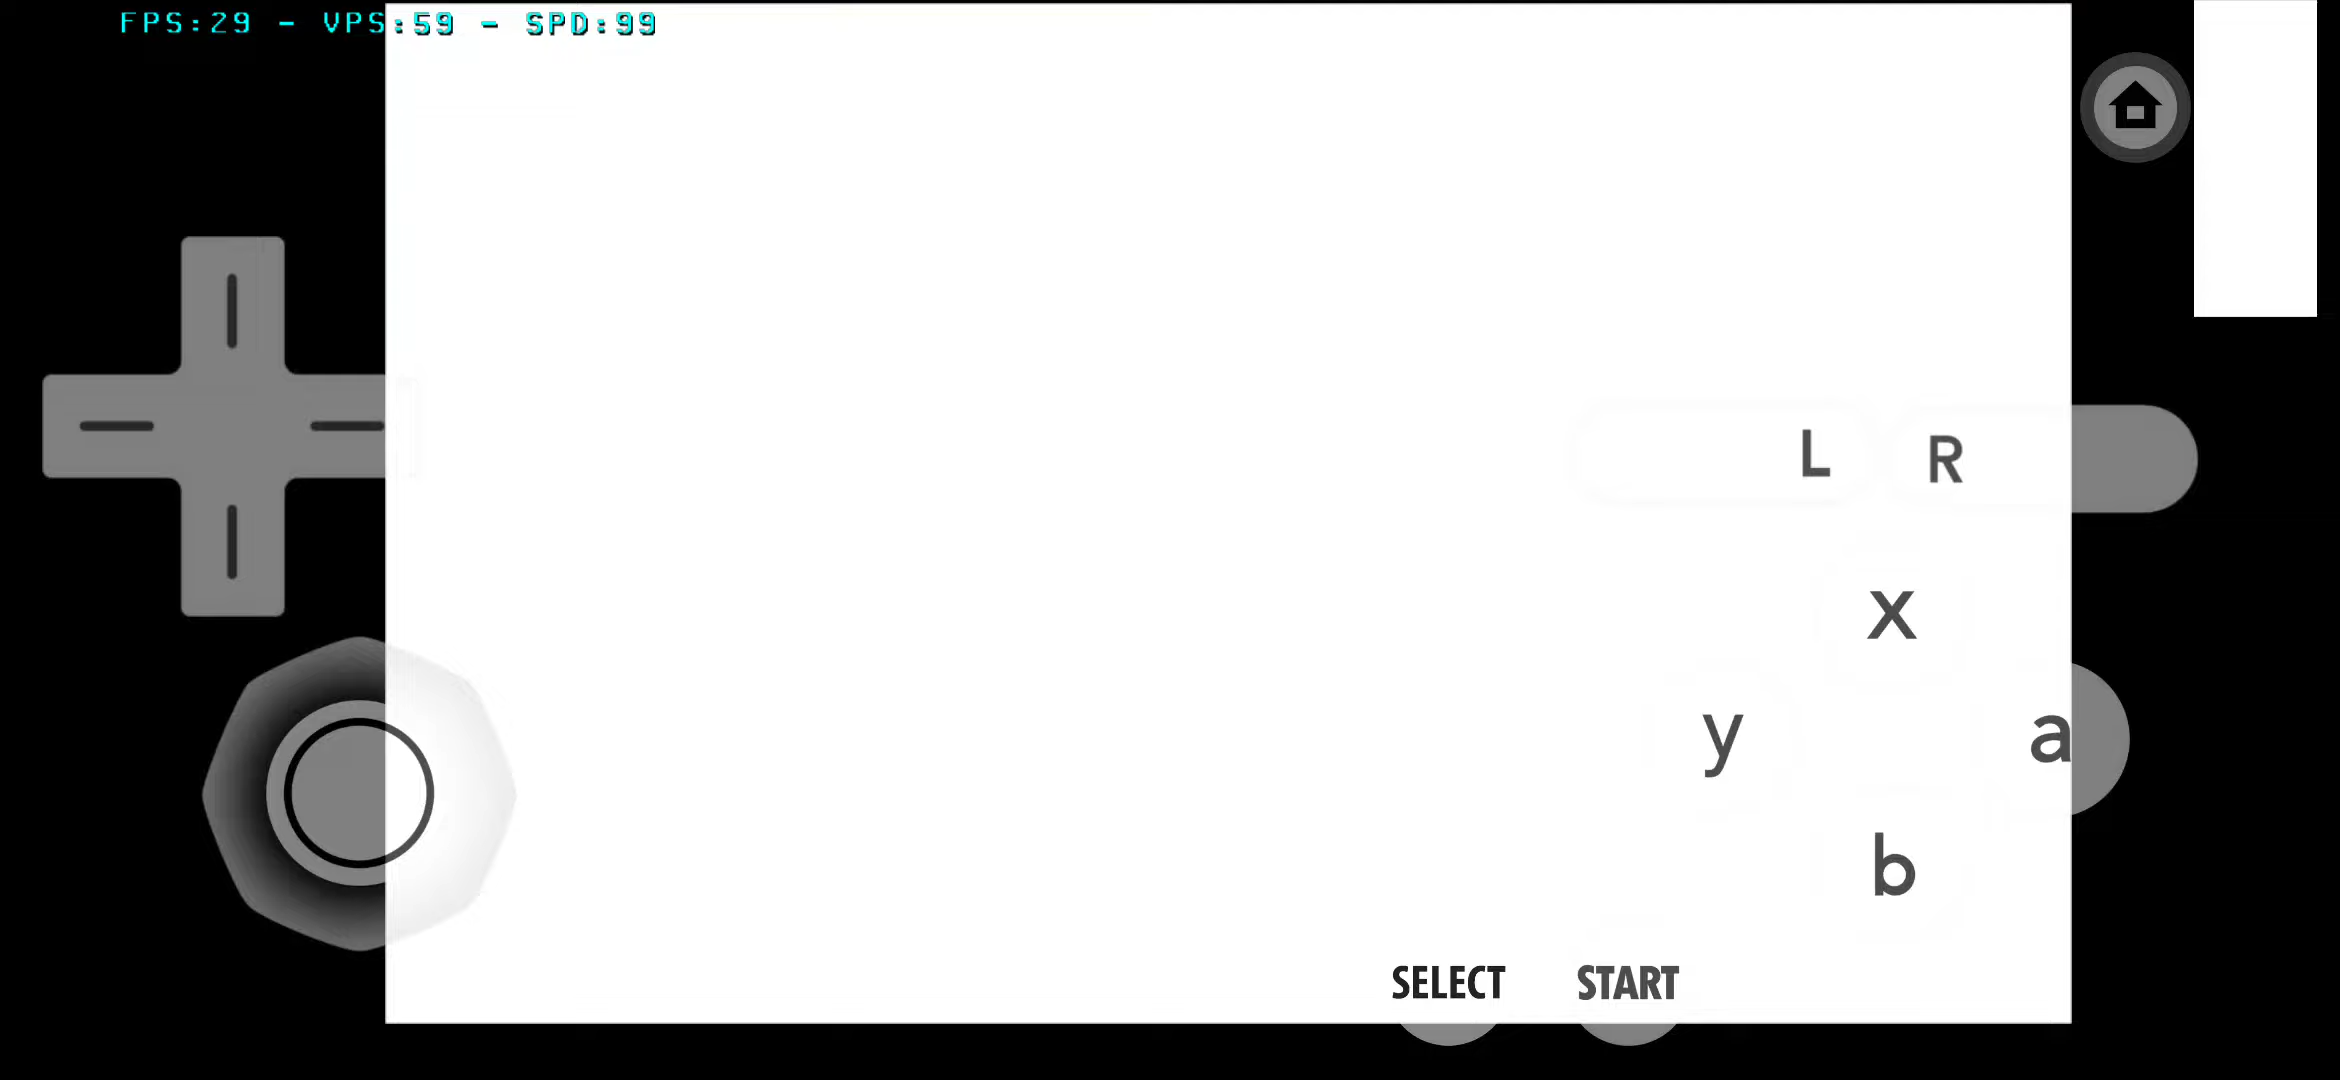 FPS:29 - VPS:59 - SPD:99
L R
x
y a
b
SELECT START